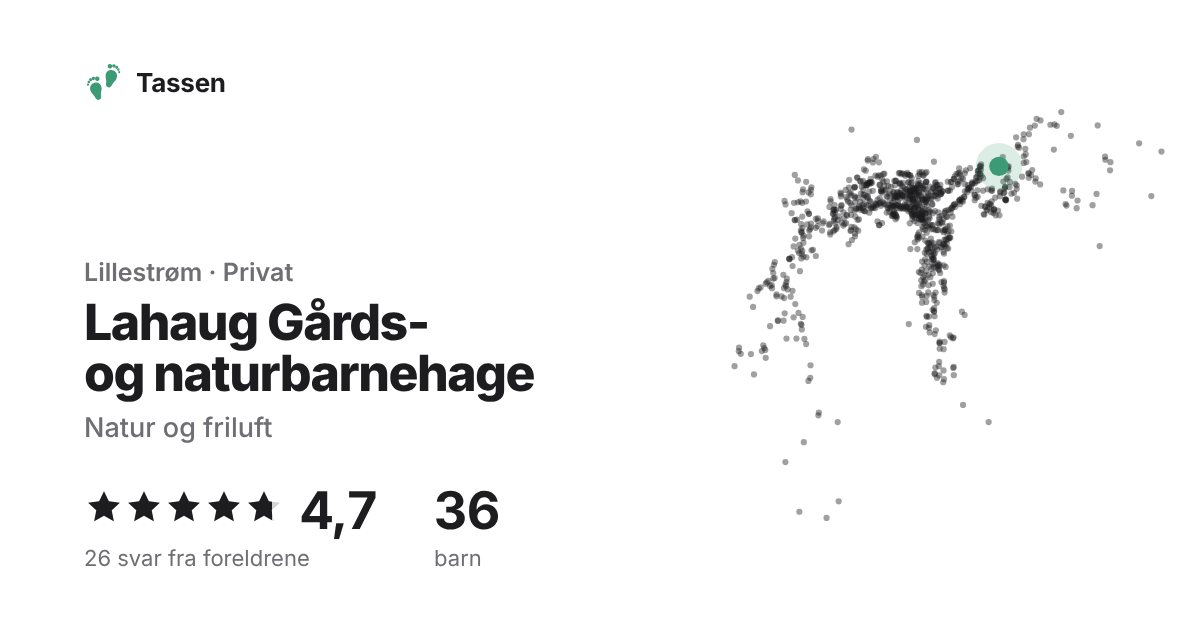 Tassen
Lillestrøm · Privat
Lahaug Gårds-
og naturbarnehage
Natur og friluft
4,7
26 svar fra foreldrene
36
barn